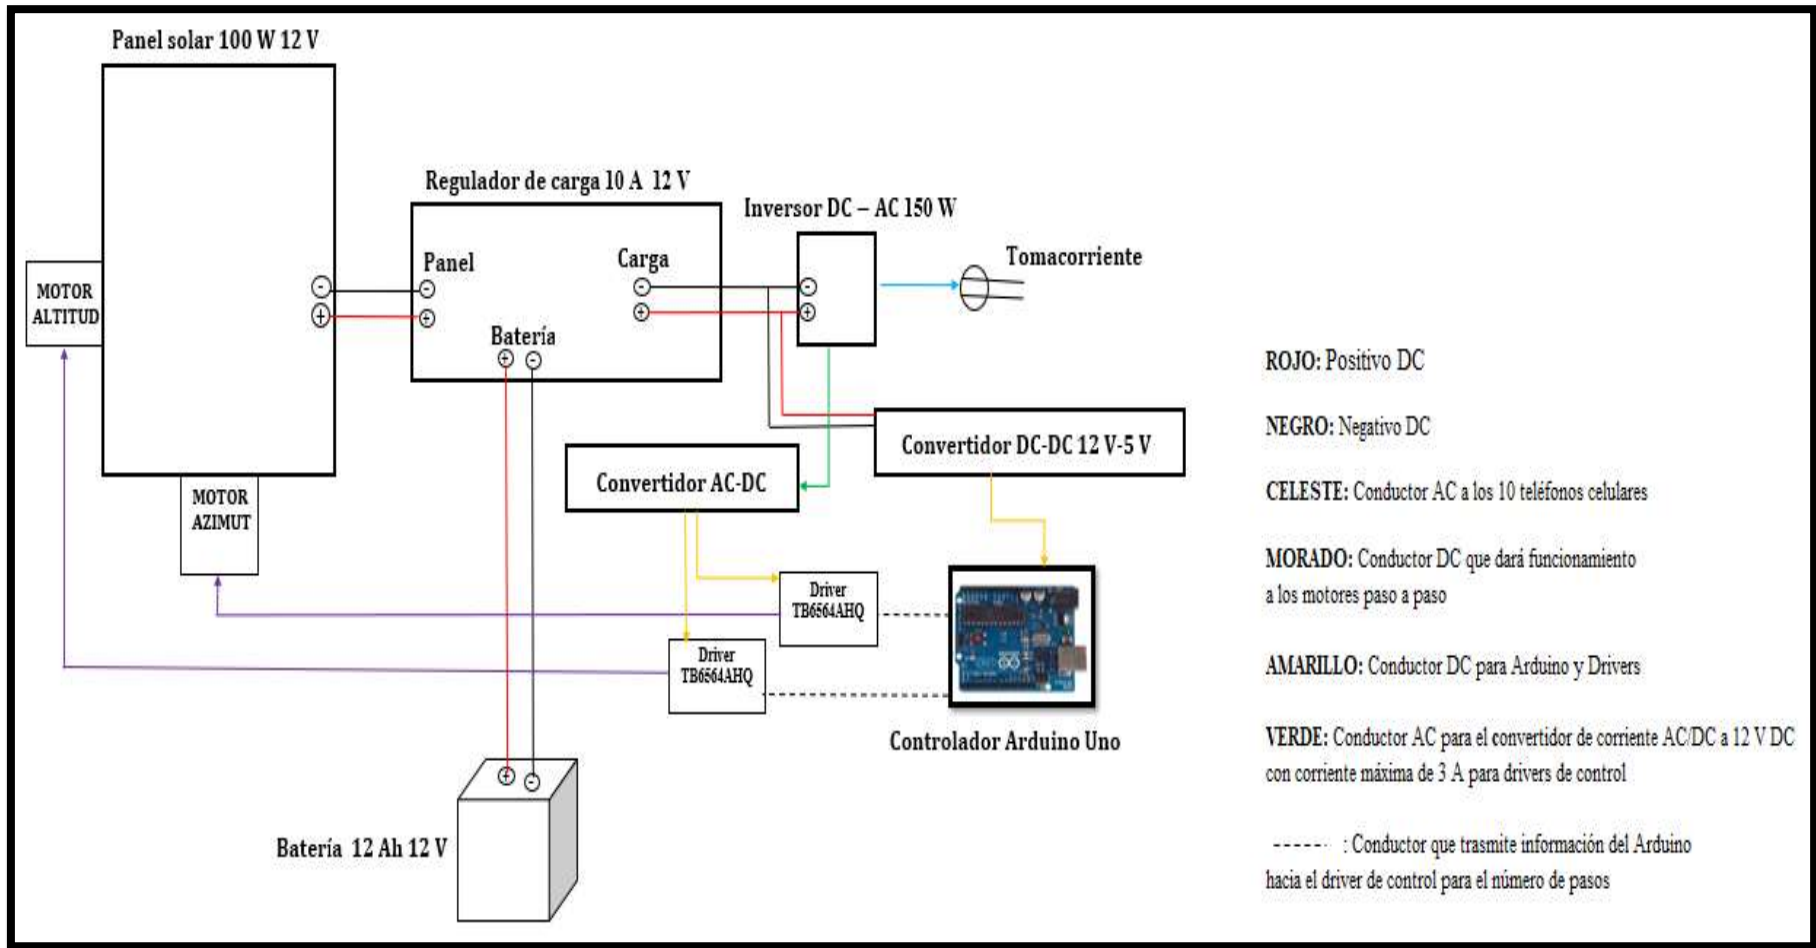 Panel solar 100 W 12 V
Regulador de carga 10 A 12 V
Inversor DC – AC 150 W
Panel
Carga
Tomacorriente
MOTOR
ALTITUD
Batería
Convertidor DC-DC 12 V-5 V
Convertidor AC-DC
MOTOR
AZIMUT
Driver
TB6564AHQ
Driver
TB6564AHQ
Controlador Arduino Uno
Batería 12 Ah 12 V
ROJO: Positivo DC
NEGRO: Negativo DC
CELESTE: Conductor AC a los 10 teléfonos celulares
MORADO: Conductor DC que dará funcionamiento
a los motores paso a paso
AMARILLO: Conductor DC para Arduino y Drivers
VERDE: Conductor AC para el convertidor de corriente AC/DC a 12 V DC
con corriente máxima de 3 A para drivers de control
------ : Conductor que trasmite información del Arduino
hacia el driver de control para el número de pasos